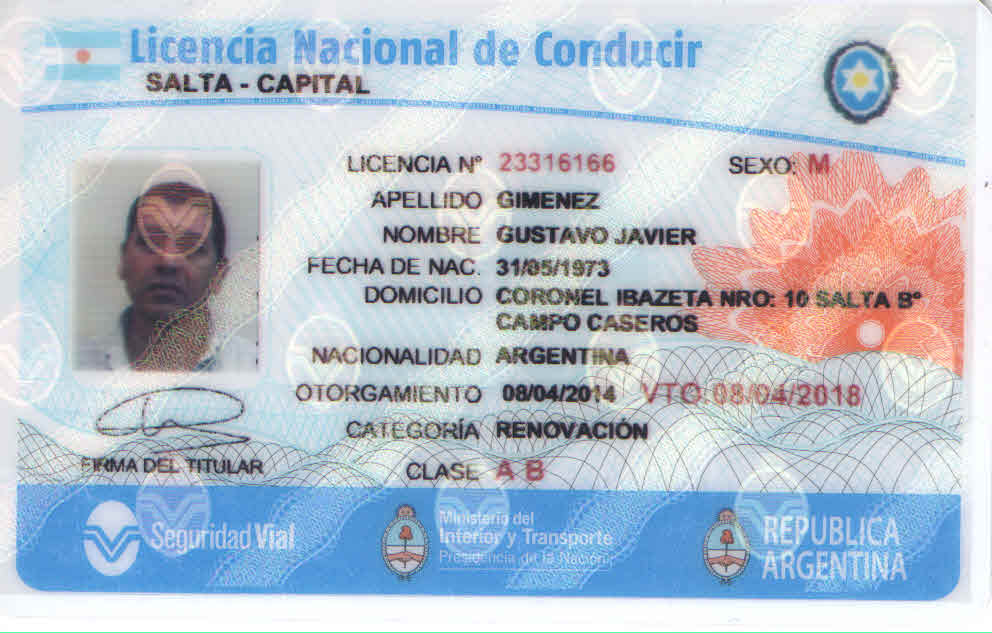 Licencia Nacional de Conducir
SALTA - CAPITAL
LICENCIA N° 23316166 SEXO: M
APELLIDO GIMENEZ
NOMBRE GUSTAVO JAVIER
FECHA DE NAC. 31/05/1973
DOMICILIO CORONEL IBAZETA NRO: 10 SALTA B°
CAMPO CASEROS
NACIONALIDAD ARGENTINA
OTORGAMIENTO 08/04/2014 VTO: 08/04/2018
CATEGORÍA RENOVACIÓN
FIRMA DEL TITULAR CLASE A B
Seguridad Vial
Ministerio del
Interior y Transporte
Presidencia de la Nación
REPUBLICA
ARGENTINA